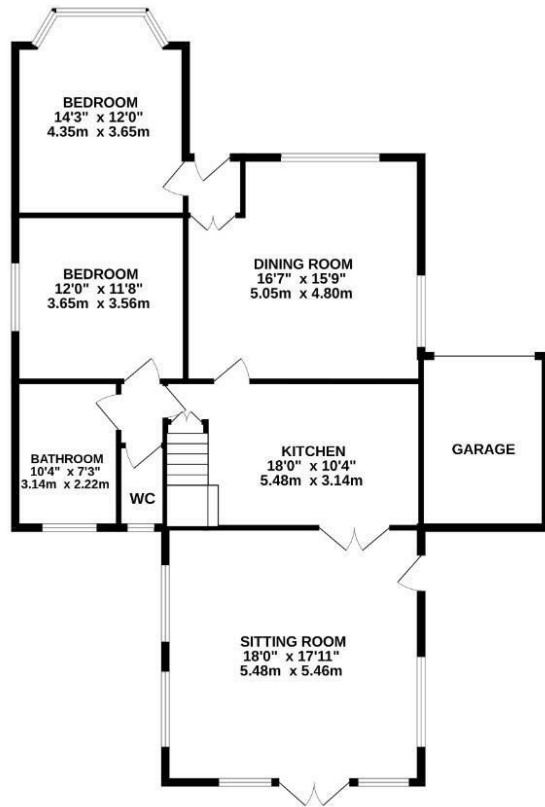 BEDROOM
14'3" x 12'0"
4.35m x 3.65m
BEDROOM
12'0" x 11'8"
3.65m x 3.56m
DINING ROOM
16'7" x 15'9"
5.05m x 4.80m
BATHROOM
10'4" x 7'3"
3.14m x 2.22m
WC
KITCHEN
18'0" x 10'4"
5.48m x 3.14m
GARAGE
SITTING ROOM
18'0" x 17'11"
5.48m x 5.46m